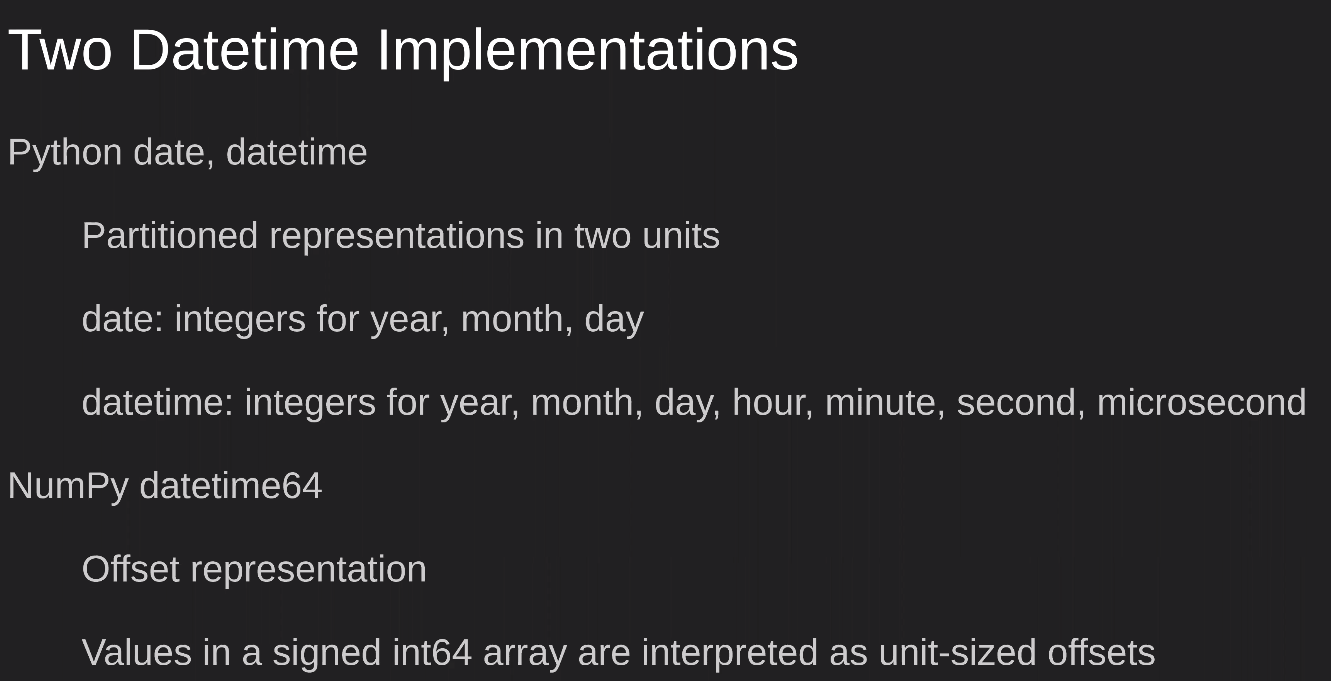 Two Datetime Implementations
Python date, datetime
Partitioned representations in two units
date: integers for year, month, day
datetime: integers for year, month, day, hour, minute, second, microsecond
NumPy datetime64
Offset representation
Values in a signed int64 array are interpreted as unit-sized offsets